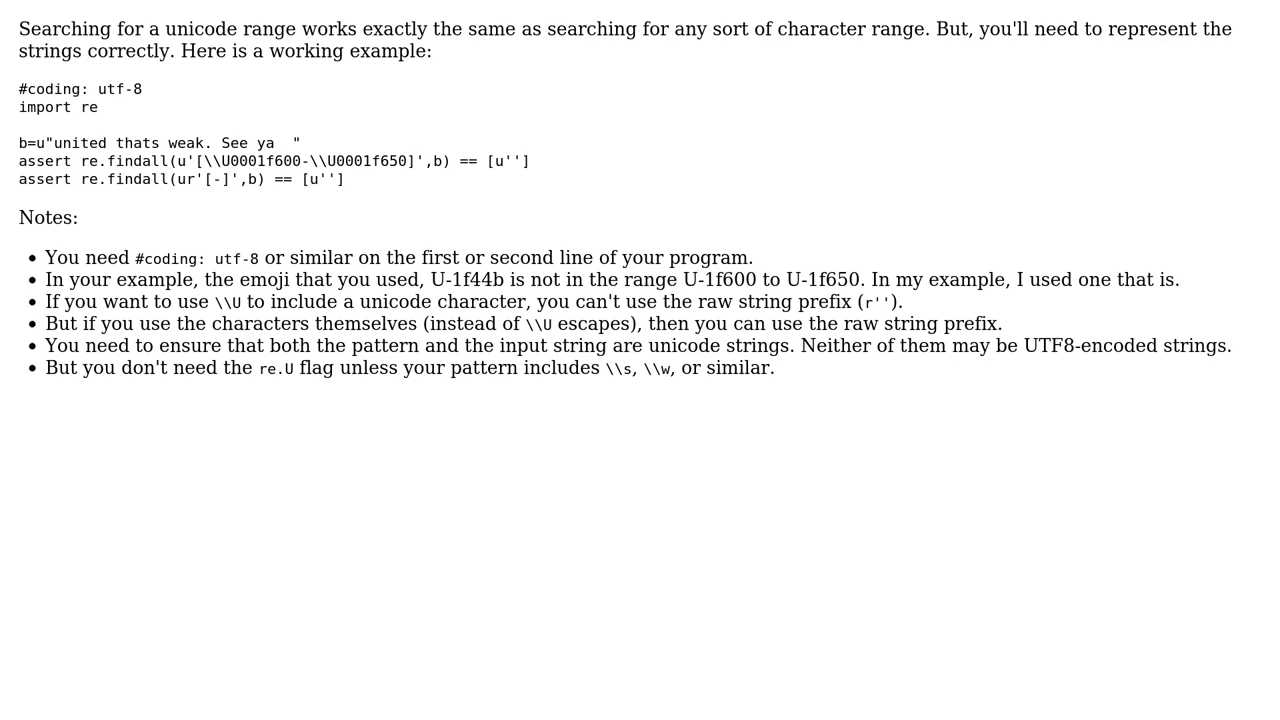 Searching for a unicode range works exactly the same as searching for any sort of character range. But, you'll need to represent the
strings correctly. Here is a working example:
#coding: utf-8
import re
b=u"united thats weak. See ya  "
assert re.findall(u'[\\U0001f600-\\U0001f650]',b) == [u'']
assert re.findall(ur'[-]',b) == [u'']
Notes:
• You need #coding: utf-8 or similar on the first or second line of your program.
• In your example, the emoji that you used, U-1f44b is not in the range U-1f600 to U-1f650. In my example, I used one that is.
• If you want to use \\U to include a unicode character, you can't use the raw string prefix (r'').
• But if you use the characters themselves (instead of \\U escapes), then you can use the raw string prefix.
• You need to ensure that both the pattern and the input string are unicode strings. Neither of them may be UTF8-encoded strings.
• But you don't need the re.U flag unless your pattern includes \\s, \\w, or similar.